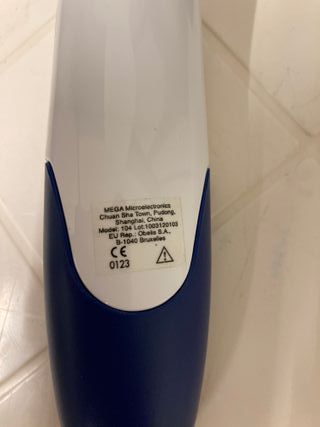 MEGA Microelectronics
Chuan Sha Town, Pudong,
Shanghai, China
Model: 104 Lot:1003120103
EU Rep.: Obelis S.A.,
B-1040 Bruxelles
CE
0123